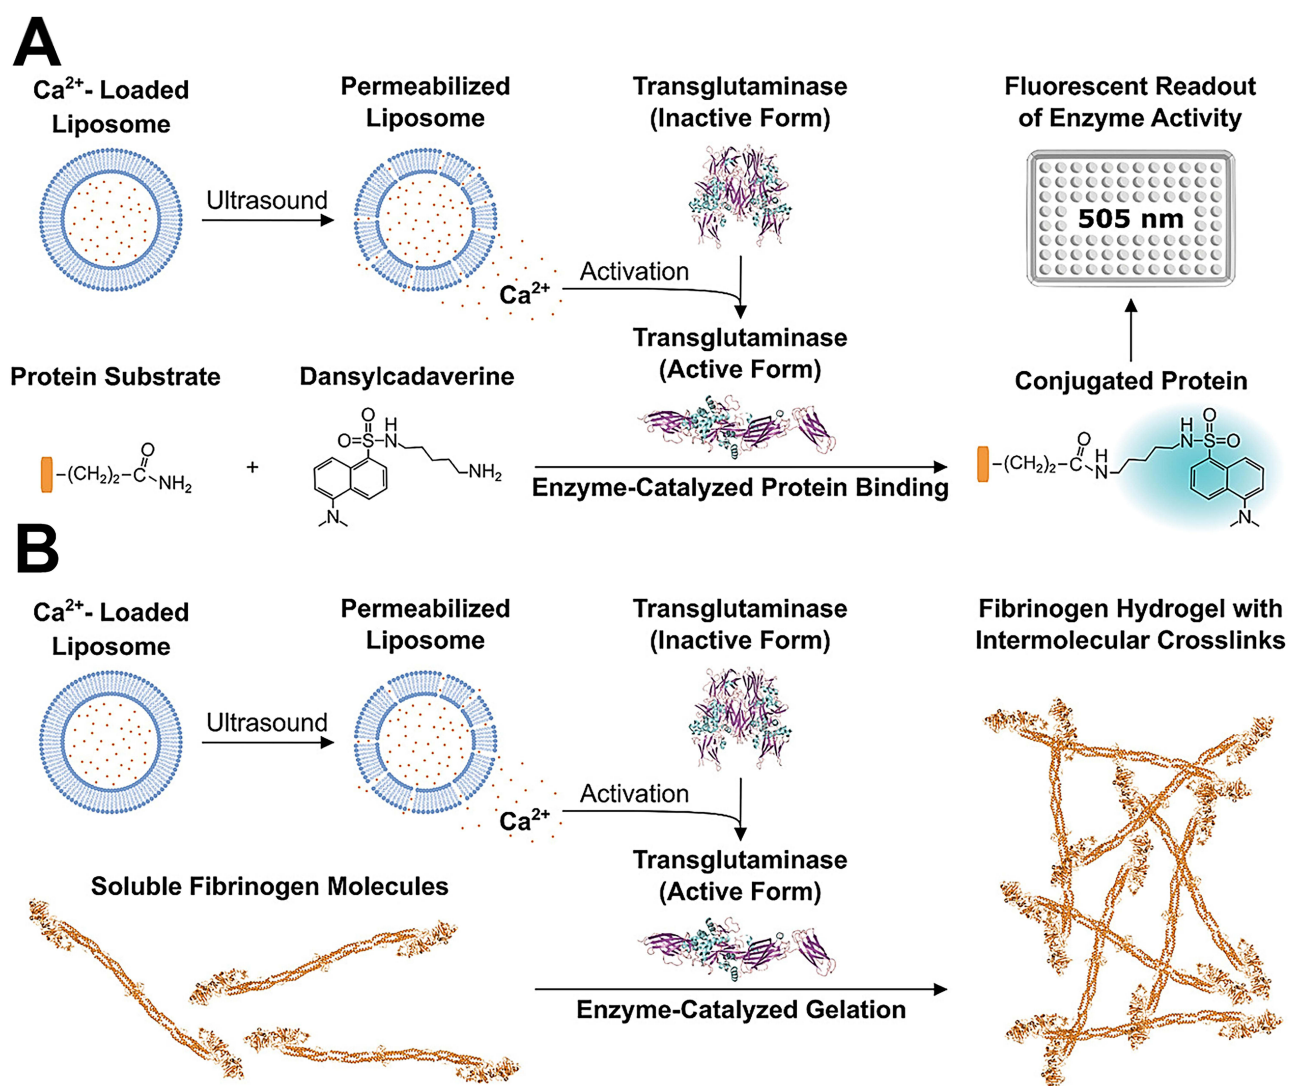 A
Ca²⁺- Loaded
Liposome
Ultrasound
Permeabilized
Liposome
Ca²⁺
Activation
Transglutaminase
(Inactive Form)
Transglutaminase
(Active Form)
Fluorescent Readout
of Enzyme Activity
505 nm
Protein Substrate
-(CH₂)₂-C
O
NH₂
+
Dansylcadaverine
O
O
S
H
N
NH₂
N
Enzyme-Catalyzed Protein Binding
Conjugated Protein
-(CH₂)₂-C
O
N
H
H
N
S
O
O
N
B
Ca²⁺- Loaded
Liposome
Ultrasound
Permeabilized
Liposome
Ca²⁺
Activation
Transglutaminase
(Inactive Form)
Transglutaminase
(Active Form)
Soluble Fibrinogen Molecules
Enzyme-Catalyzed Gelation
Fibrinogen Hydrogel with
Intermolecular Crosslinks